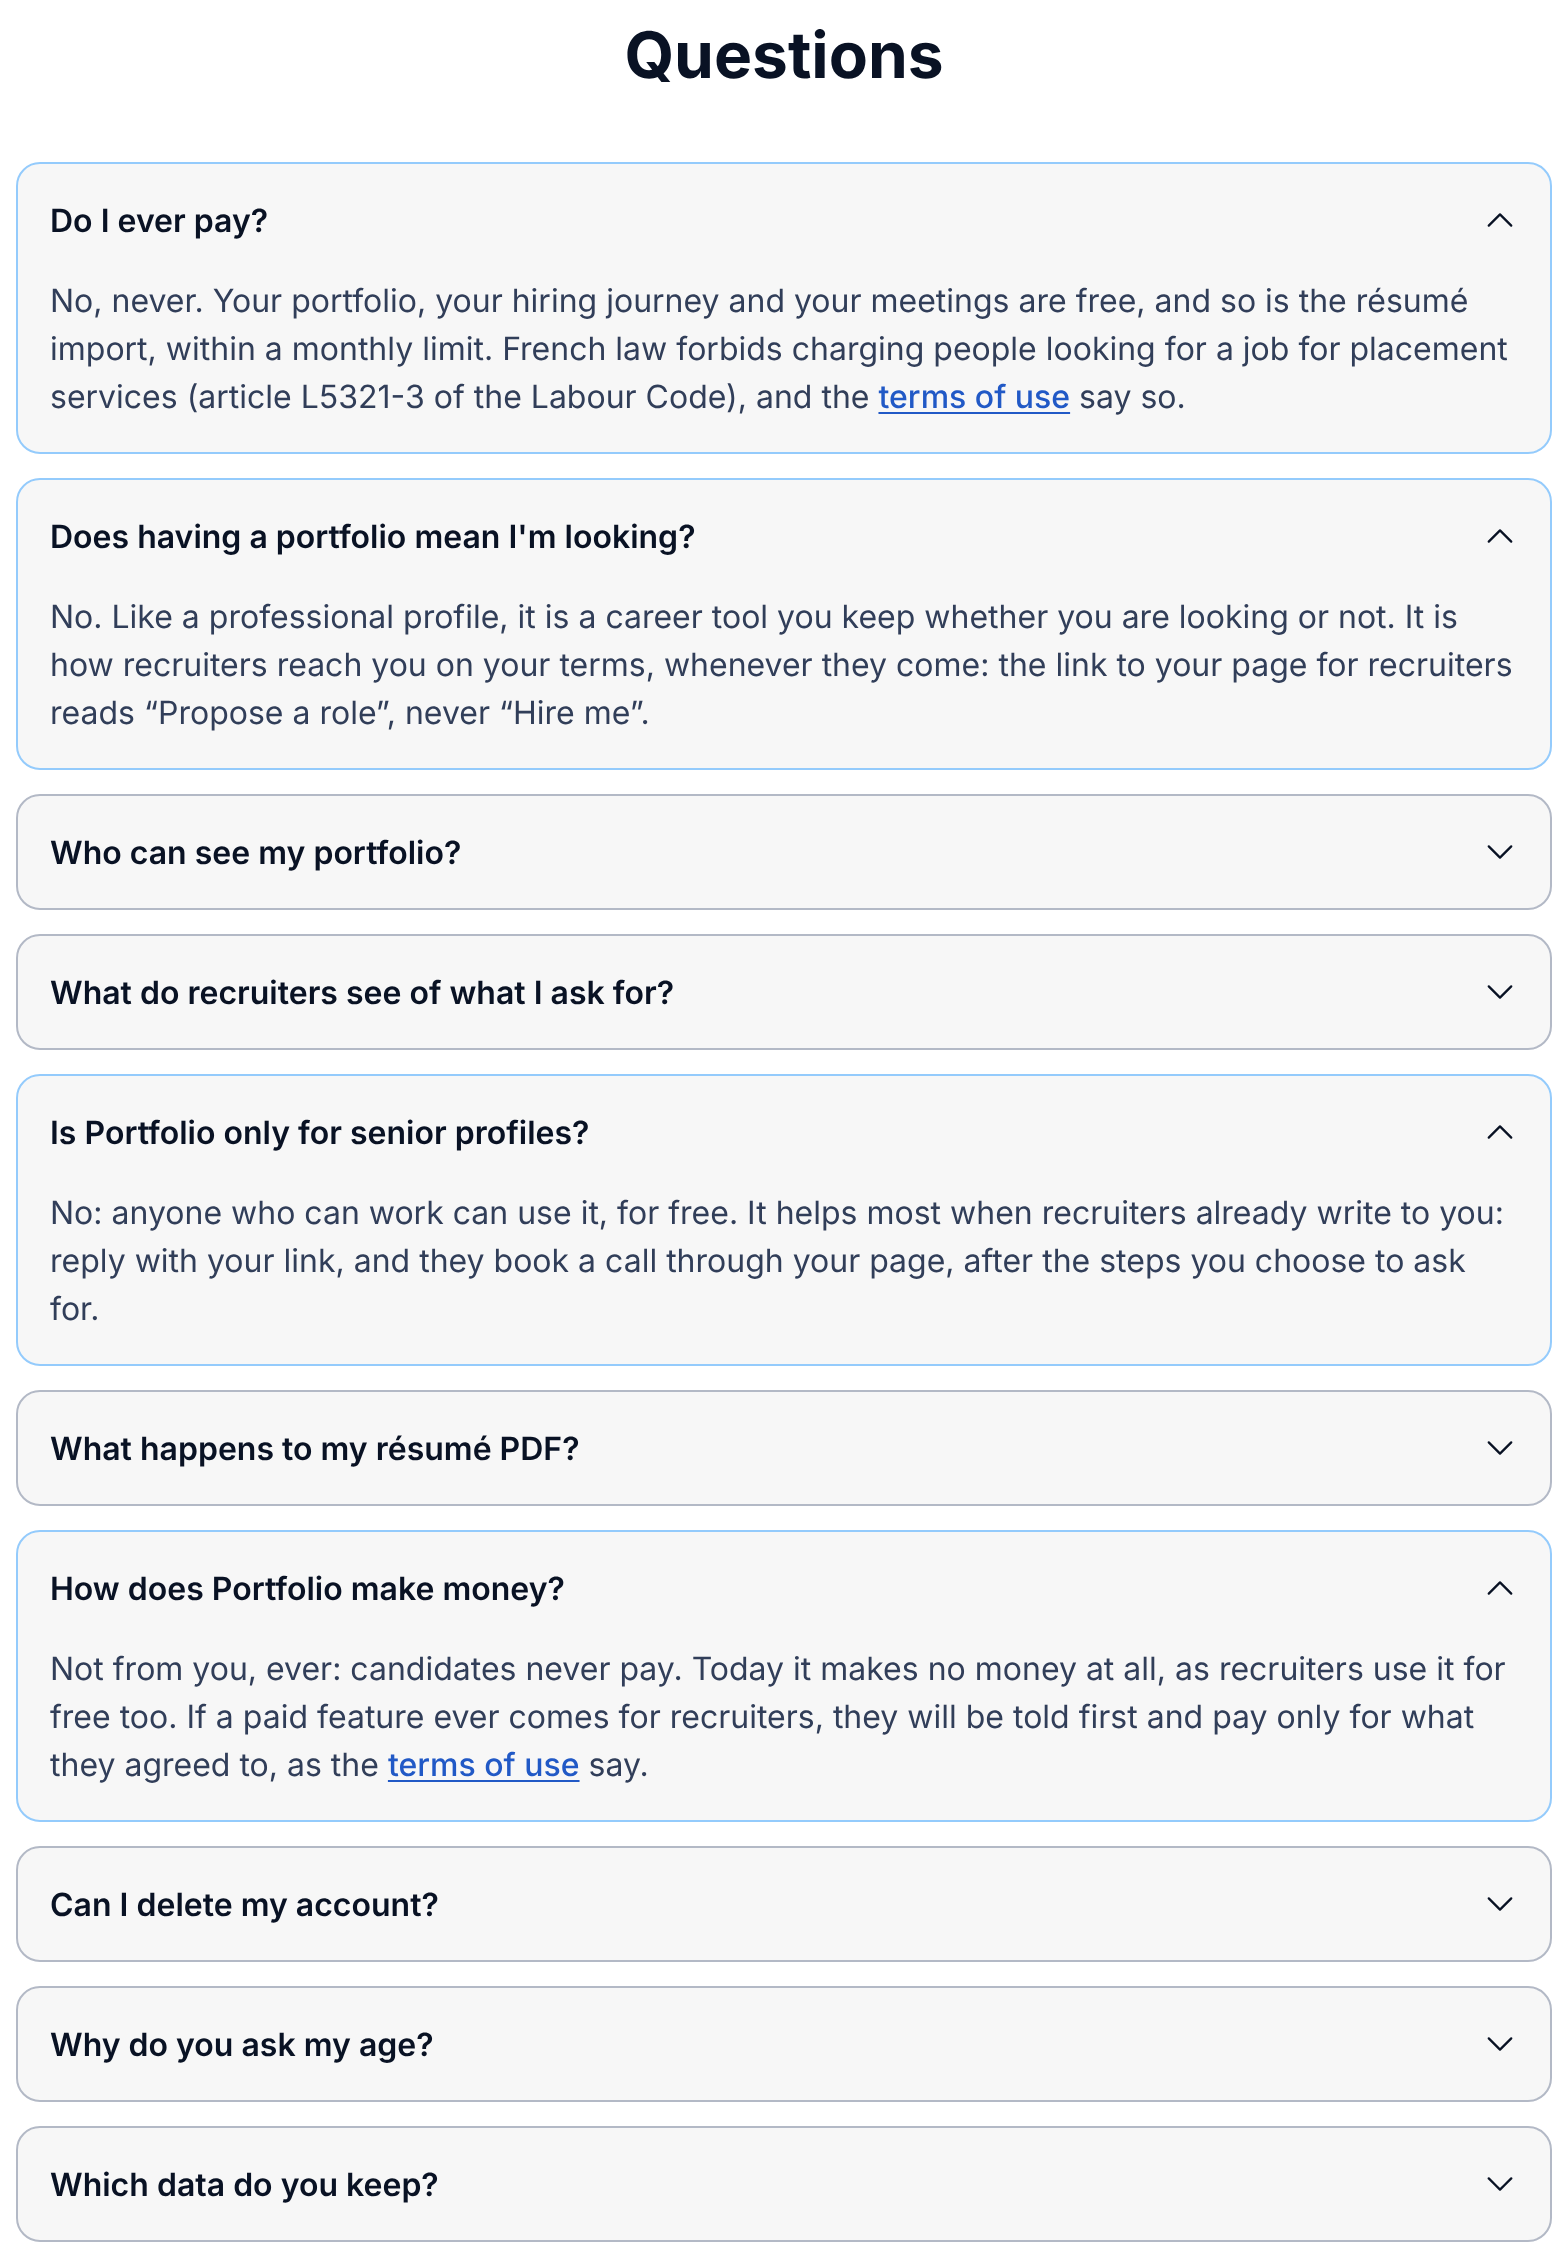 Questions
Do I ever pay?
No, never. Your portfolio, your hiring journey and your meetings are free, and so is the résumé
import, within a monthly limit. French law forbids charging people looking for a job for placement
services (article L5321-3 of the Labour Code), and the terms of use say so.
Does having a portfolio mean I'm looking?
No. Like a professional profile, it is a career tool you keep whether you are looking or not. It is
how recruiters reach you on your terms, whenever they come: the link to your page for recruiters
reads “Propose a role”, never “Hire me”.
Who can see my portfolio?
What do recruiters see of what I ask for?
Is Portfolio only for senior profiles?
No: anyone who can work can use it, for free. It helps most when recruiters already write to you:
reply with your link, and they book a call through your page, after the steps you choose to ask
for.
What happens to my résumé PDF?
How does Portfolio make money?
Not from you, ever: candidates never pay. Today it makes no money at all, as recruiters use it for
free too. If a paid feature ever comes for recruiters, they will be told first and pay only for what
they agreed to, as the terms of use say.
Can I delete my account?
Why do you ask my age?
Which data do you keep?